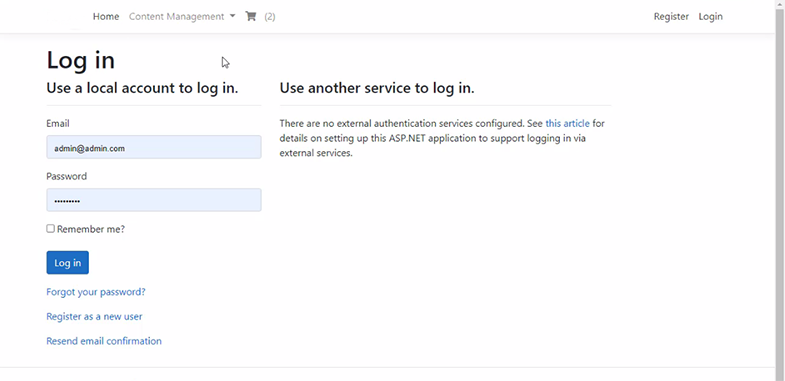 Home Content Management (2) Register Login
Log in
Use a local account to log in.
Email
admin@admin.com
Password
•••••••••
Remember me?
Log in
Forgot your password?
Register as a new user
Resend email confirmation
Use another service to log in.
There are no external authentication services configured. See this article for
details on setting up this ASP.NET application to support logging in via
external services.